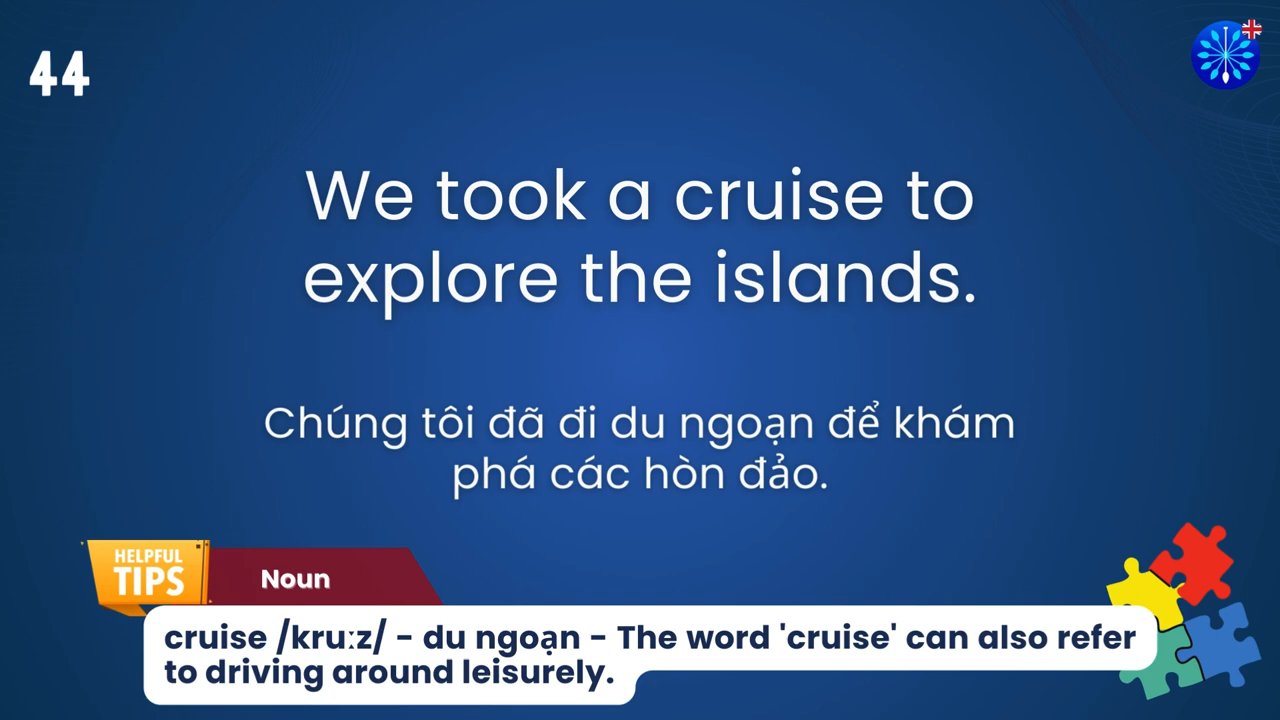 44
We took a cruise to
explore the islands.
Chúng tôi đã đi du ngoạn để khám
phá các hòn đảo.
HELPFUL
TIPS
Noun
cruise /kruːz/ - du ngoạn - The word 'cruise' can also refer
to driving around leisurely.